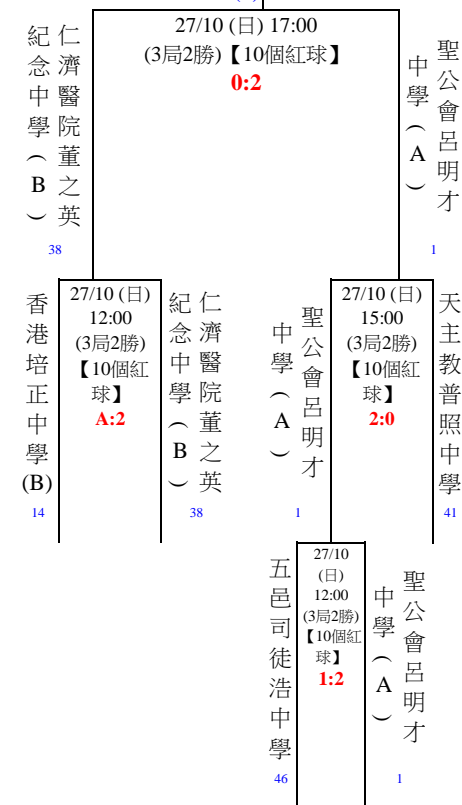 27/10 (日) 17:00
(3局2勝)【10個紅球】
0:2
仁濟醫院董之英
紀念中學（B）
38
聖公會呂明才
中學（A）
1
香港培正中學(B)
14
27/10 (日)
12:00
(3局2勝)
【10個紅
球】
A:2
仁濟醫院董之英
紀念中學（B）
38
聖公會呂明才
中學（A）
1
27/10 (日)
15:00
(3局2勝)
【10個紅
球】
2:0
天主教普照中學
41
五邑司徒浩中學
46
27/10
(日)
12:00
(3局2勝)
【10個紅
球】
1:2
聖公會呂明才
中學（A）
1